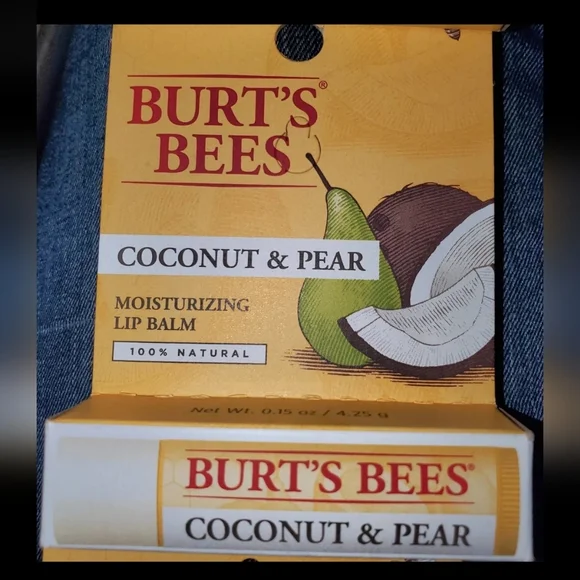 BURT'S®
BEES
COCONUT & PEAR
MOISTURIZING
LIP BALM
100% NATURAL
Net Wt. 0.15 oz / 4.25 g
BURT'S BEES®
COCONUT & PEAR